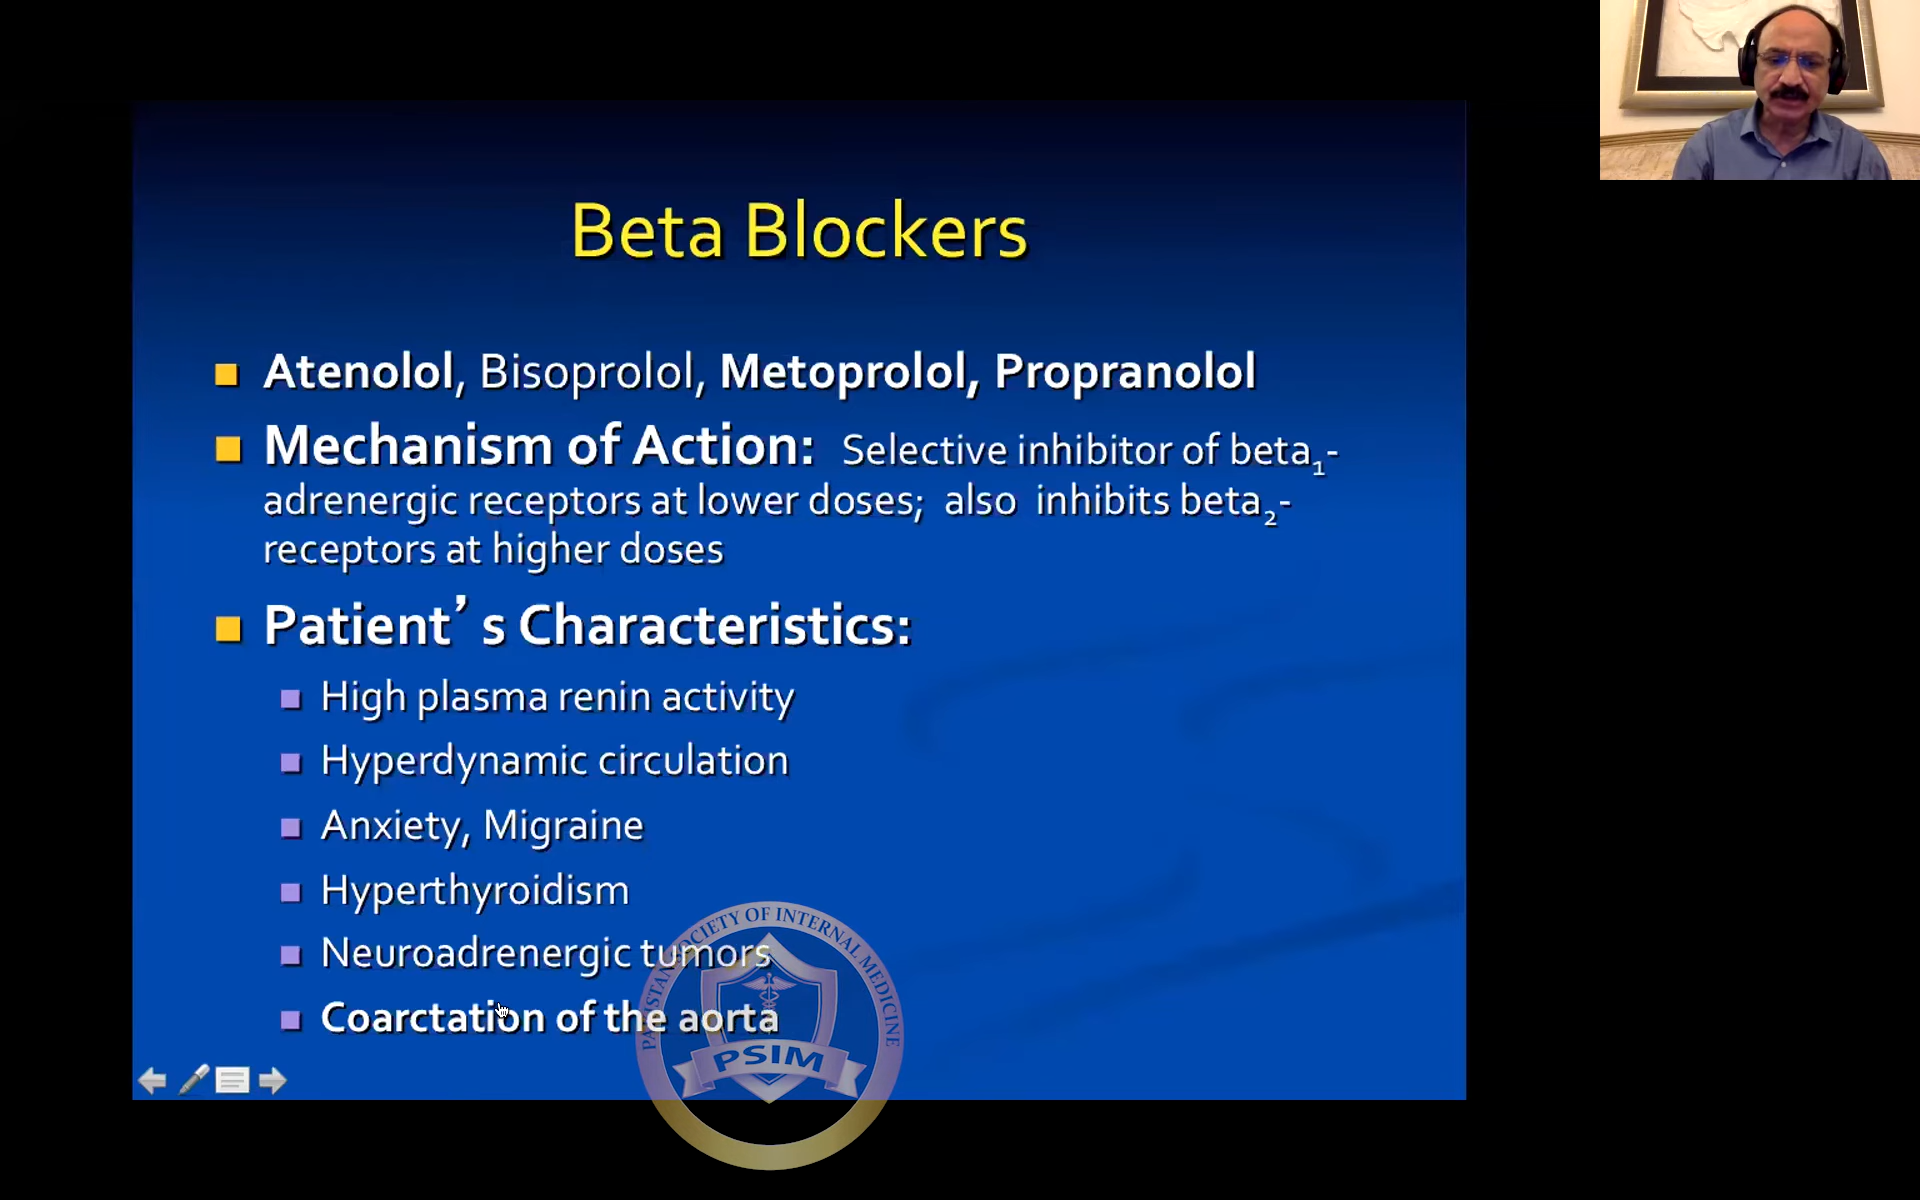 Beta Blockers
Atenolol, Bisoprolol, Metoprolol, Propranolol
Mechanism of Action: Selective inhibitor of beta₁-
adrenergic receptors at lower doses; also inhibits beta₂-
receptors at higher doses
Patient’s Characteristics:
High plasma renin activity
Hyperdynamic circulation
Anxiety, Migraine
Hyperthyroidism
Neuroadrenergic tumors
Coarctation of the aorta
PAKISTAN SOCIETY OF INTERNAL MEDICINE
PSIM